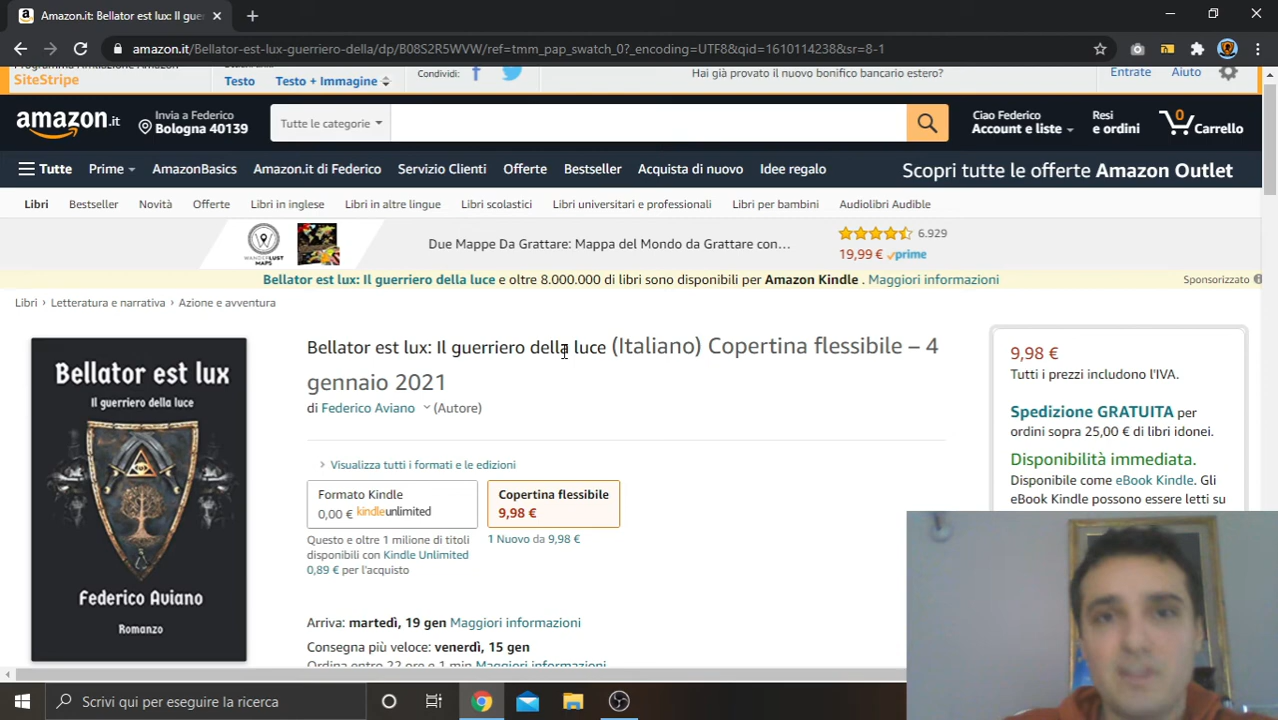 Amazon.it: Bellator est lux: Il gue
amazon.it/Bellator-est-lux-guerriero-della/dp/B08S2R5WVW/ref=tmm_pap_swatch_0?_encoding=UTF8&qid=1610114238&sr=8-1
SiteStripe
Testo
Testo + Immagine
Condividi:
Hai già provato il nuovo bonifico bancario estero?
Entrate
Aiuto
amazon.it
Invia a Federico
Bologna 40139
Tutte le categorie
Ciao Federico
Account e liste
Resi
e ordini
0
Carrello
Tutte
Prime
AmazonBasics
Amazon.it di Federico
Servizio Clienti
Offerte
Bestseller
Acquista di nuovo
Idee regalo
Scopri tutte le offerte Amazon Outlet
Libri
Bestseller
Novità
Offerte
Libri in inglese
Libri in altre lingue
Libri scolastici
Libri universitari e professionali
Libri per bambini
Audiolibri Audible
WANDERLUST
MAPS
Due Mappe Da Grattare: Mappa del Mondo da Grattare con...
6.929
19,99 € prime
Bellator est lux: Il guerriero della luce e oltre 8.000.000 di libri sono disponibili per Amazon Kindle . Maggiori informazioni
Sponsorizzato
Libri › Letteratura e narrativa › Azione e avventura
Bellator est lux
Il guerriero della luce
Federico Aviano
Romanzo
Bellator est lux: Il guerriero della luce (Italiano) Copertina flessibile – 4
gennaio 2021
di Federico Aviano (Autore)
› Visualizza tutti i formati e le edizioni
Formato Kindle
0,00 € kindleunlimited
Copertina flessibile
9,98 €
Questo e oltre 1 milione di titoli
disponibili con Kindle Unlimited
0,89 € per l'acquisto
1 Nuovo da 9,98 €
Arriva: martedì, 19 gen Maggiori informazioni
Consegna più veloce: venerdì, 15 gen
Ordina entro 22 ore e 1 min Maggiori informazioni
9,98 €
Tutti i prezzi includono l'IVA.
Spedizione GRATUITA per
ordini sopra 25,00 € di libri idonei.
Disponibilità immediata.
Disponibile come eBook Kindle. Gli
eBook Kindle possono essere letti su
Scrivi qui per eseguire la ricerca